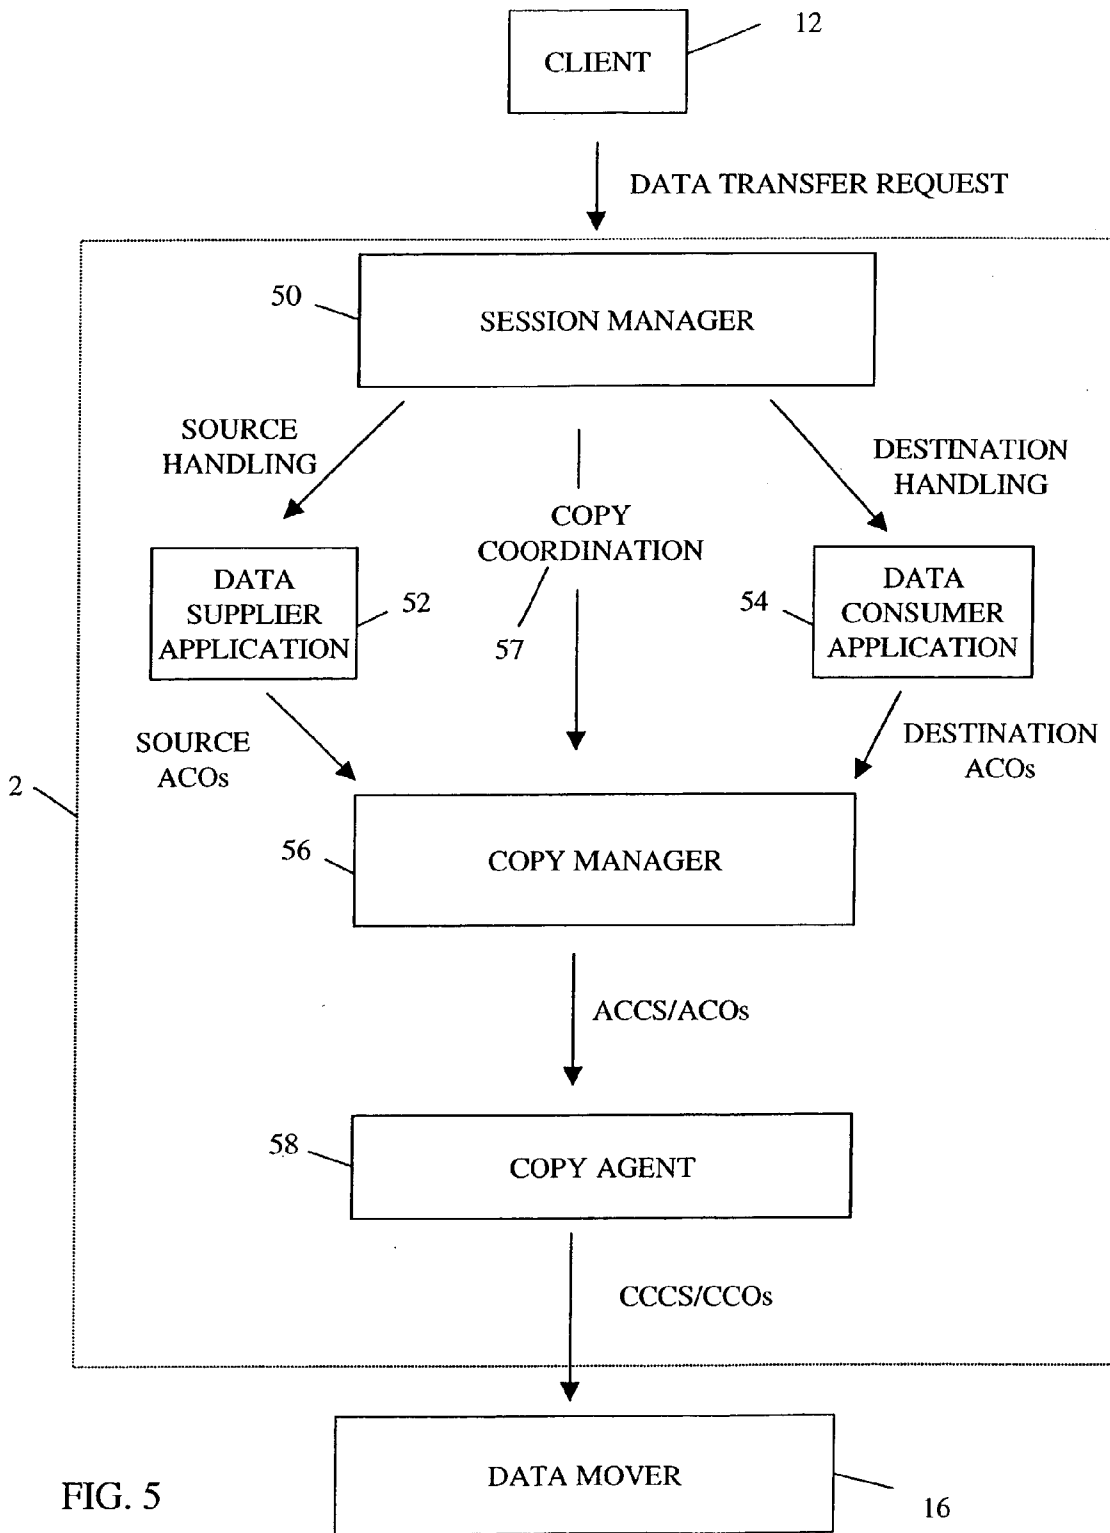 12
CLIENT
DATA TRANSFER REQUEST
50
SESSION MANAGER
SOURCE
HANDLING
DESTINATION
HANDLING
COPY
COORDINATION
57
DATA
SUPPLIER
APPLICATION
52
54
DATA
CONSUMER
APPLICATION
SOURCE
ACOs
DESTINATION
ACOs
2
56
COPY MANAGER
ACCS/ACOs
58
COPY AGENT
CCCS/CCOs
DATA MOVER
16
FIG. 5